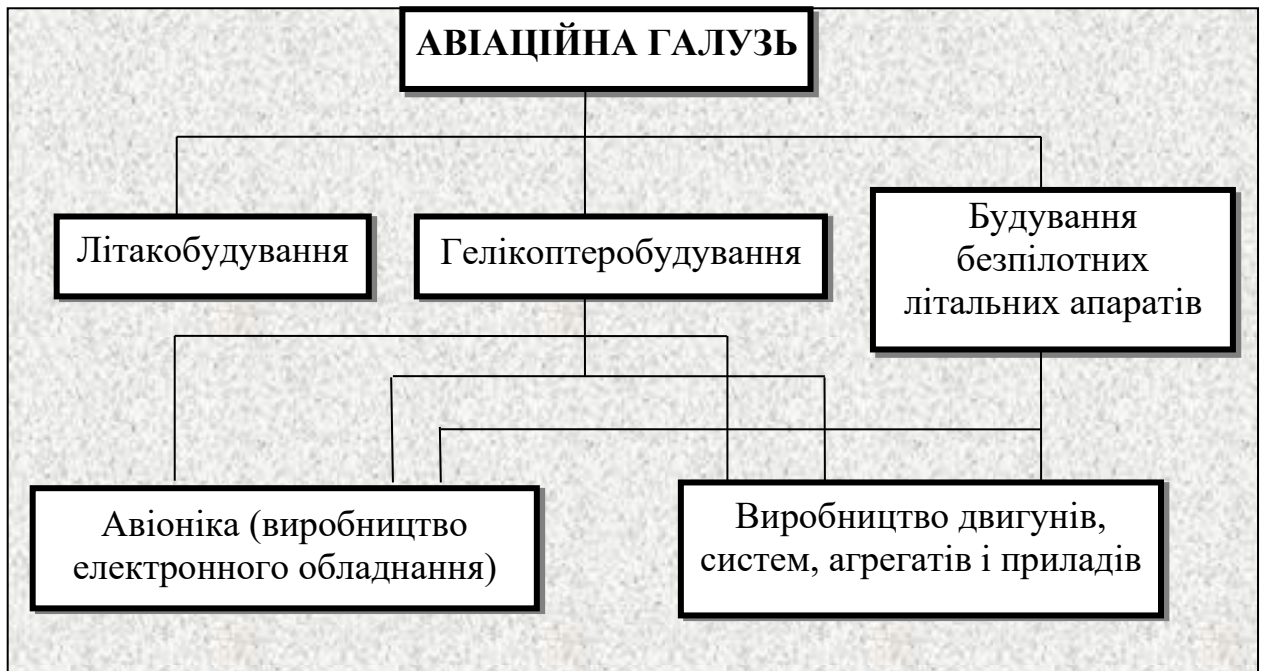 АВІАЦІЙНА ГАЛУЗЬ
Літакобудування
Гелікоптеробудування
Будування
безпілотних
літальних апаратів
Авіоніка (виробництво
електронного обладнання)
Виробництво двигунів,
систем, агрегатів і приладів